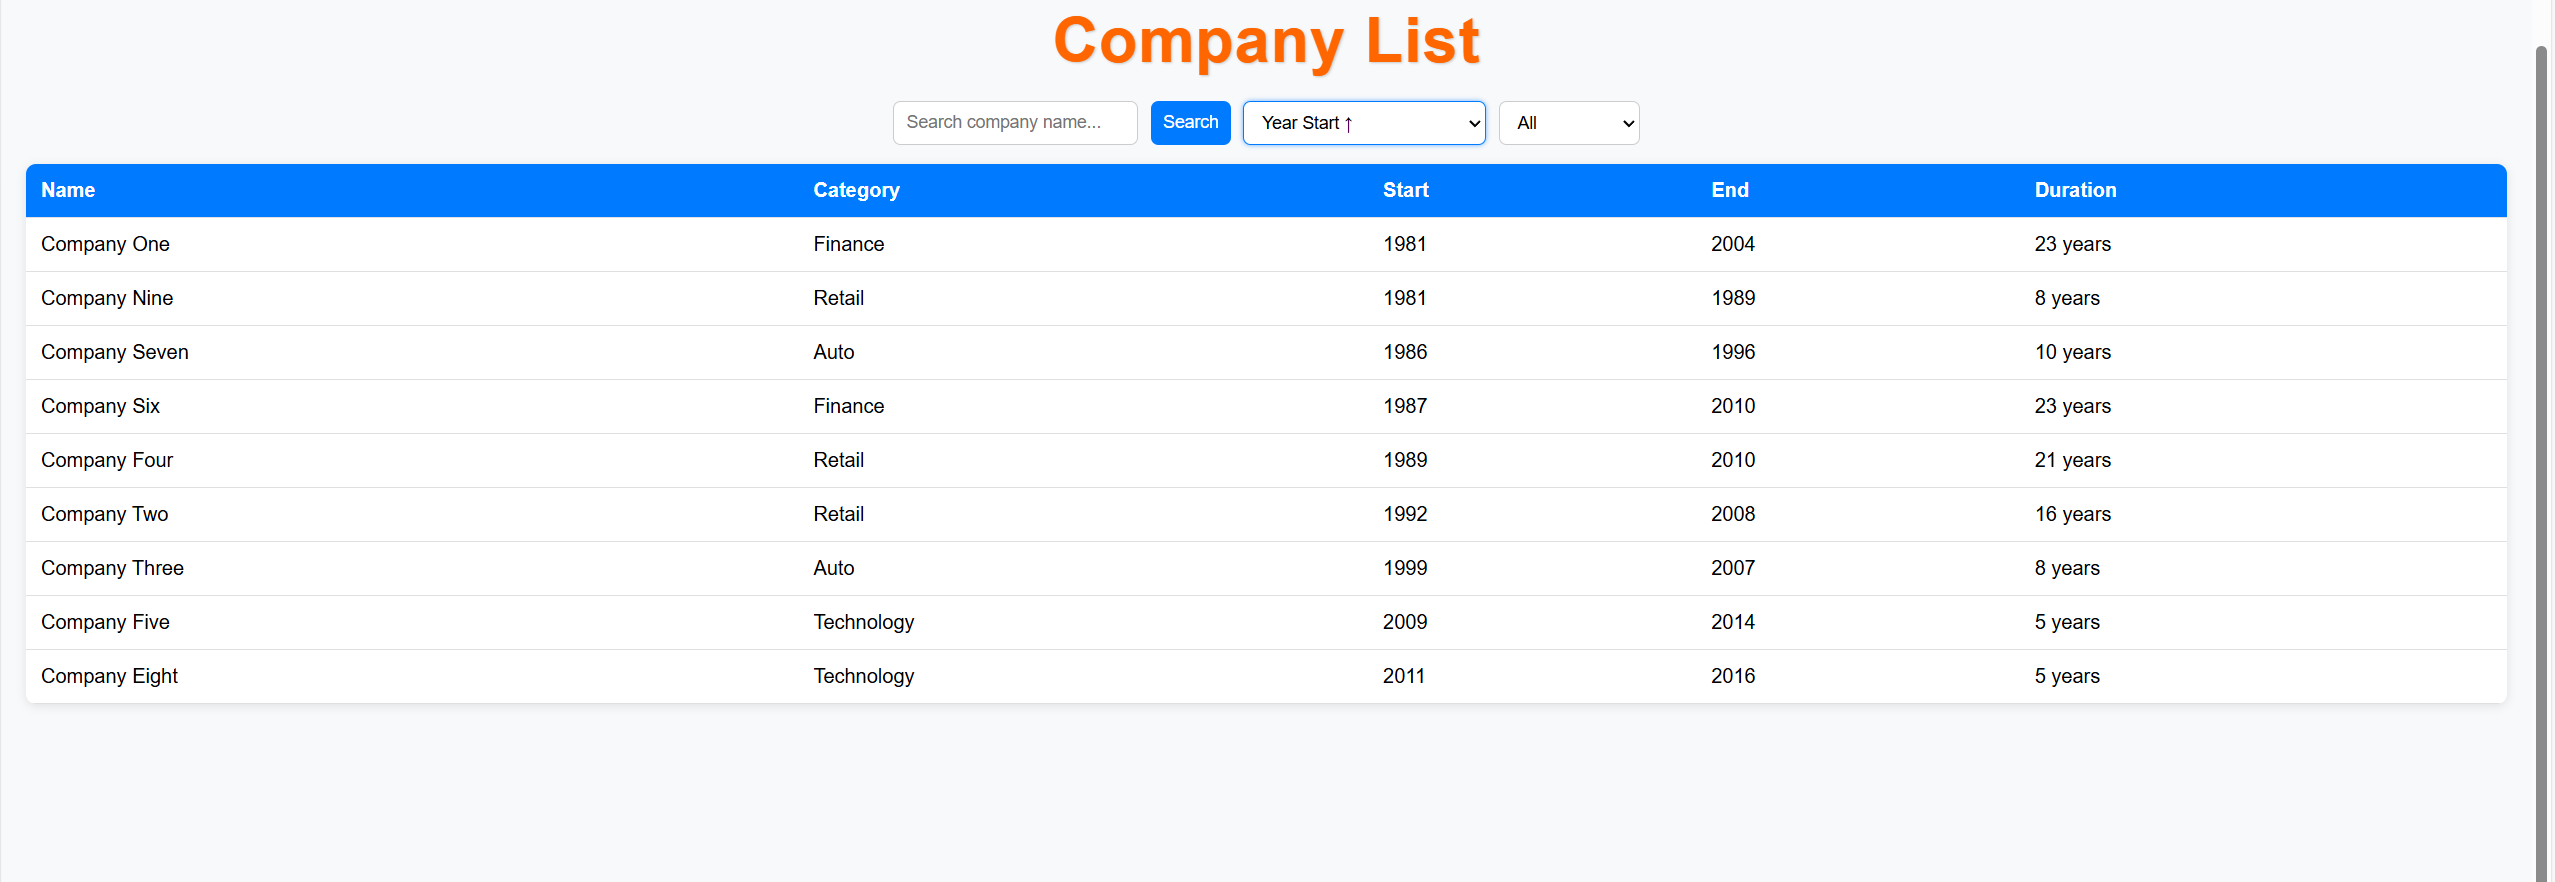 Company List
Search company name... Search Year Start ↑ All
Name Category Start End Duration
Company One Finance 1981 2004 23 years
Company Nine Retail 1981 1989 8 years
Company Seven Auto 1986 1996 10 years
Company Six Finance 1987 2010 23 years
Company Four Retail 1989 2010 21 years
Company Two Retail 1992 2008 16 years
Company Three Auto 1999 2007 8 years
Company Five Technology 2009 2014 5 years
Company Eight Technology 2011 2016 5 years